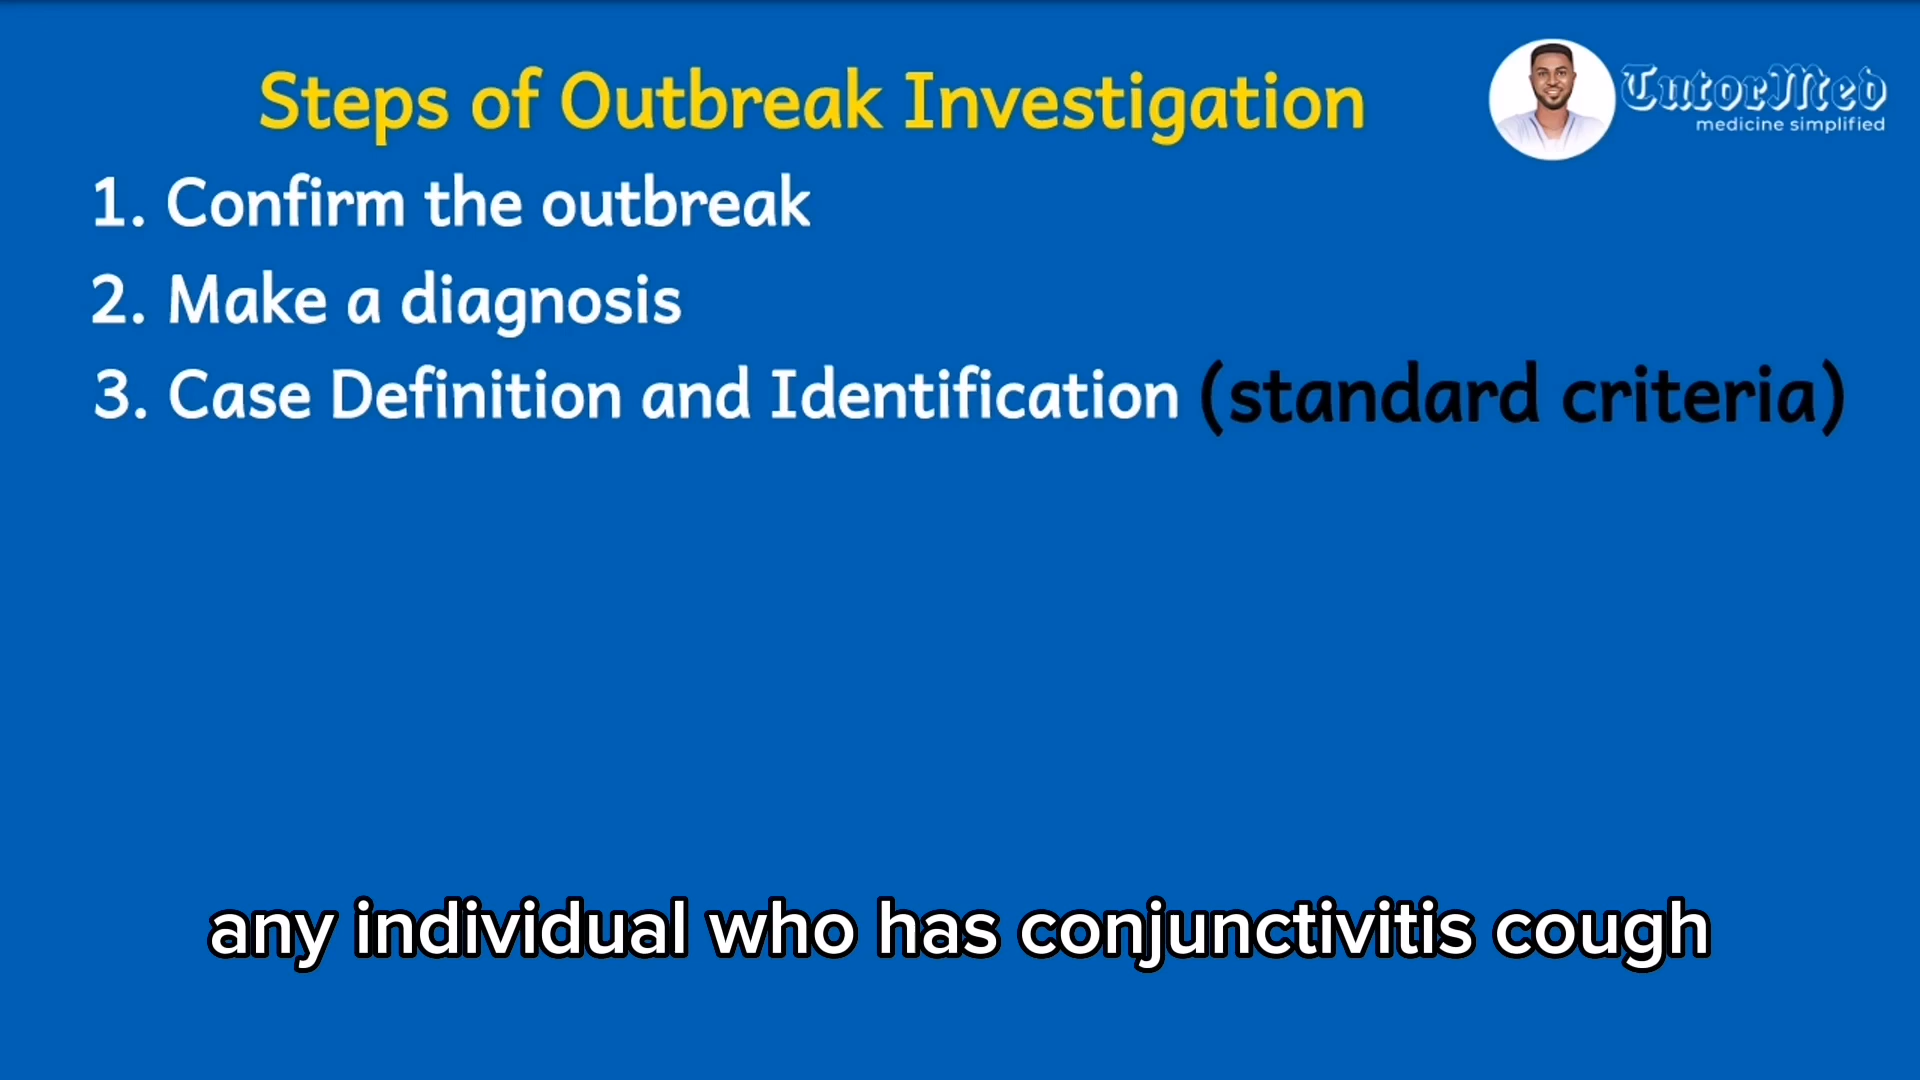 Steps of Outbreak Investigation
TutorMed
medicine simplified
1. Confirm the outbreak
2. Make a diagnosis
3. Case Definition and Identification (standard criteria)
any individual who has conjunctivitis cough